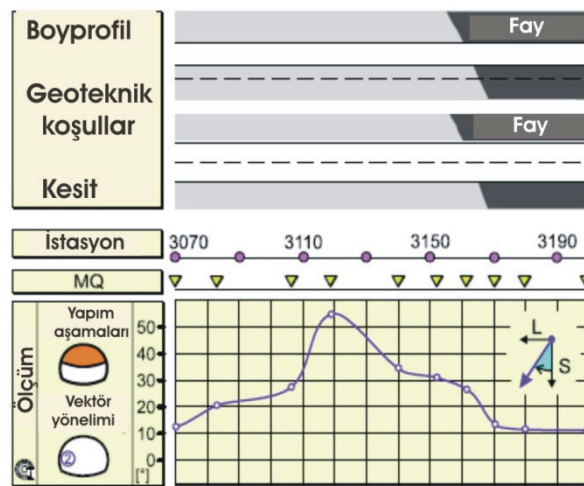 Boyprofil
Fay
Geoteknik
koşullar
Fay
Kesit
İstasyon
3070 3110 3150 3190
MQ
Ölçüm
Yapım
aşamaları
Vektör
yönelimi
2
50
40
30
20
10
0
[°]
L
S